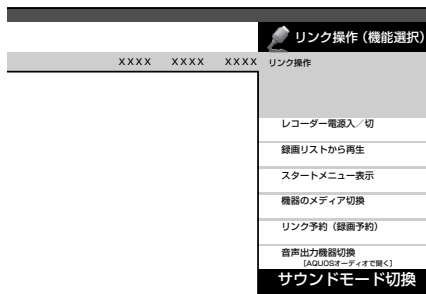 リンク操作（機能選択）
XXXX XXXX XXXX リンク操作
レコーダー電源入／切
録画リストから再生
スタートメニュー表示
機器のメディア切換
リンク予約（録画予約）
音声出力機器切換
［AQUOSオーディオで聞く］
サウンドモード切換